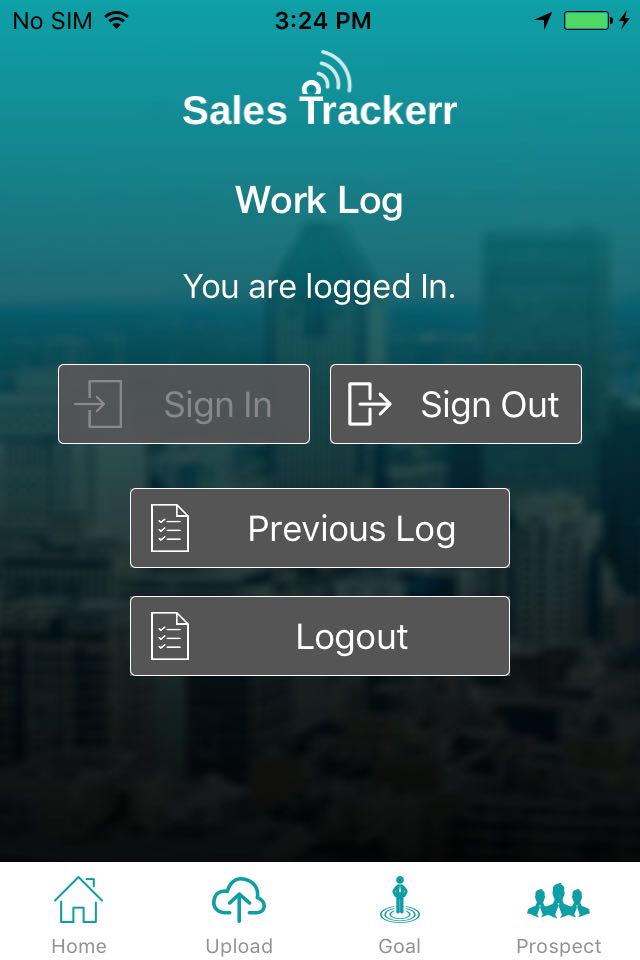 No SIM 3:24 PM
Sales Trackerr
Work Log
You are logged In.
Sign In Sign Out
Previous Log
Logout
Home Upload Goal Prospect